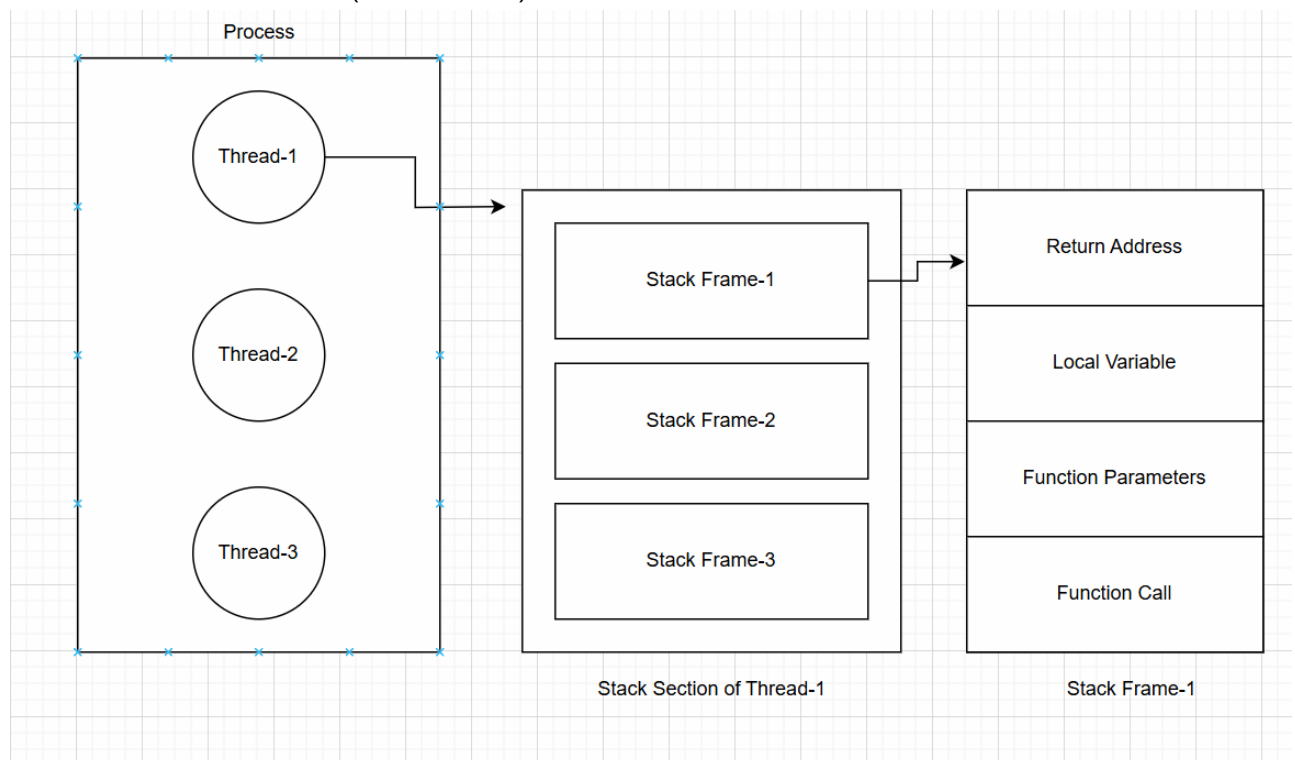 Process
Thread-1
Thread-2
Thread-3
Stack Frame-1
Stack Frame-2
Stack Frame-3
Stack Section of Thread-1
Return Address
Local Variable
Function Parameters
Function Call
Stack Frame-1